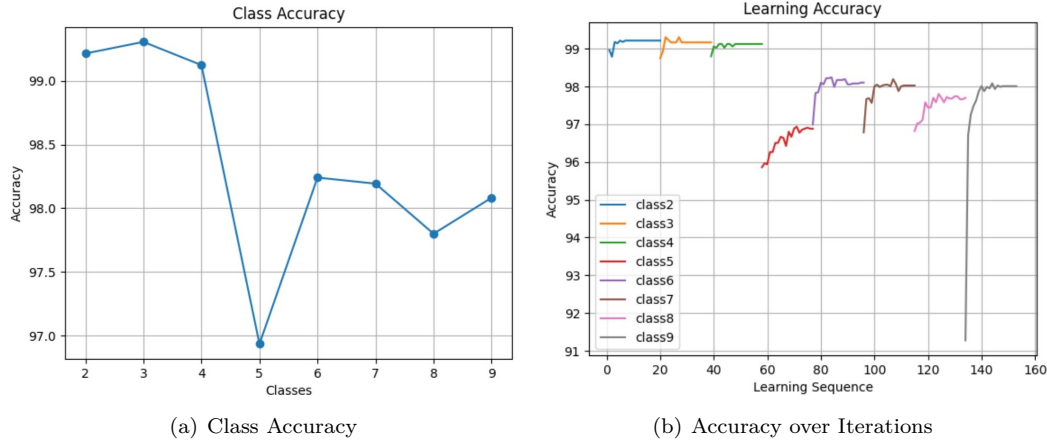 Class Accuracy
99.0
98.5
98.0
97.5
97.0
Accuracy
2 3 4 5 6 7 8 9
Classes
(a) Class Accuracy
Learning Accuracy
99
98
97
96
95
94
93
92
91
Accuracy
class2
class3
class4
class5
class6
class7
class8
class9
0 20 40 60 80 100 120 140 160
Learning Sequence
(b) Accuracy over Iterations